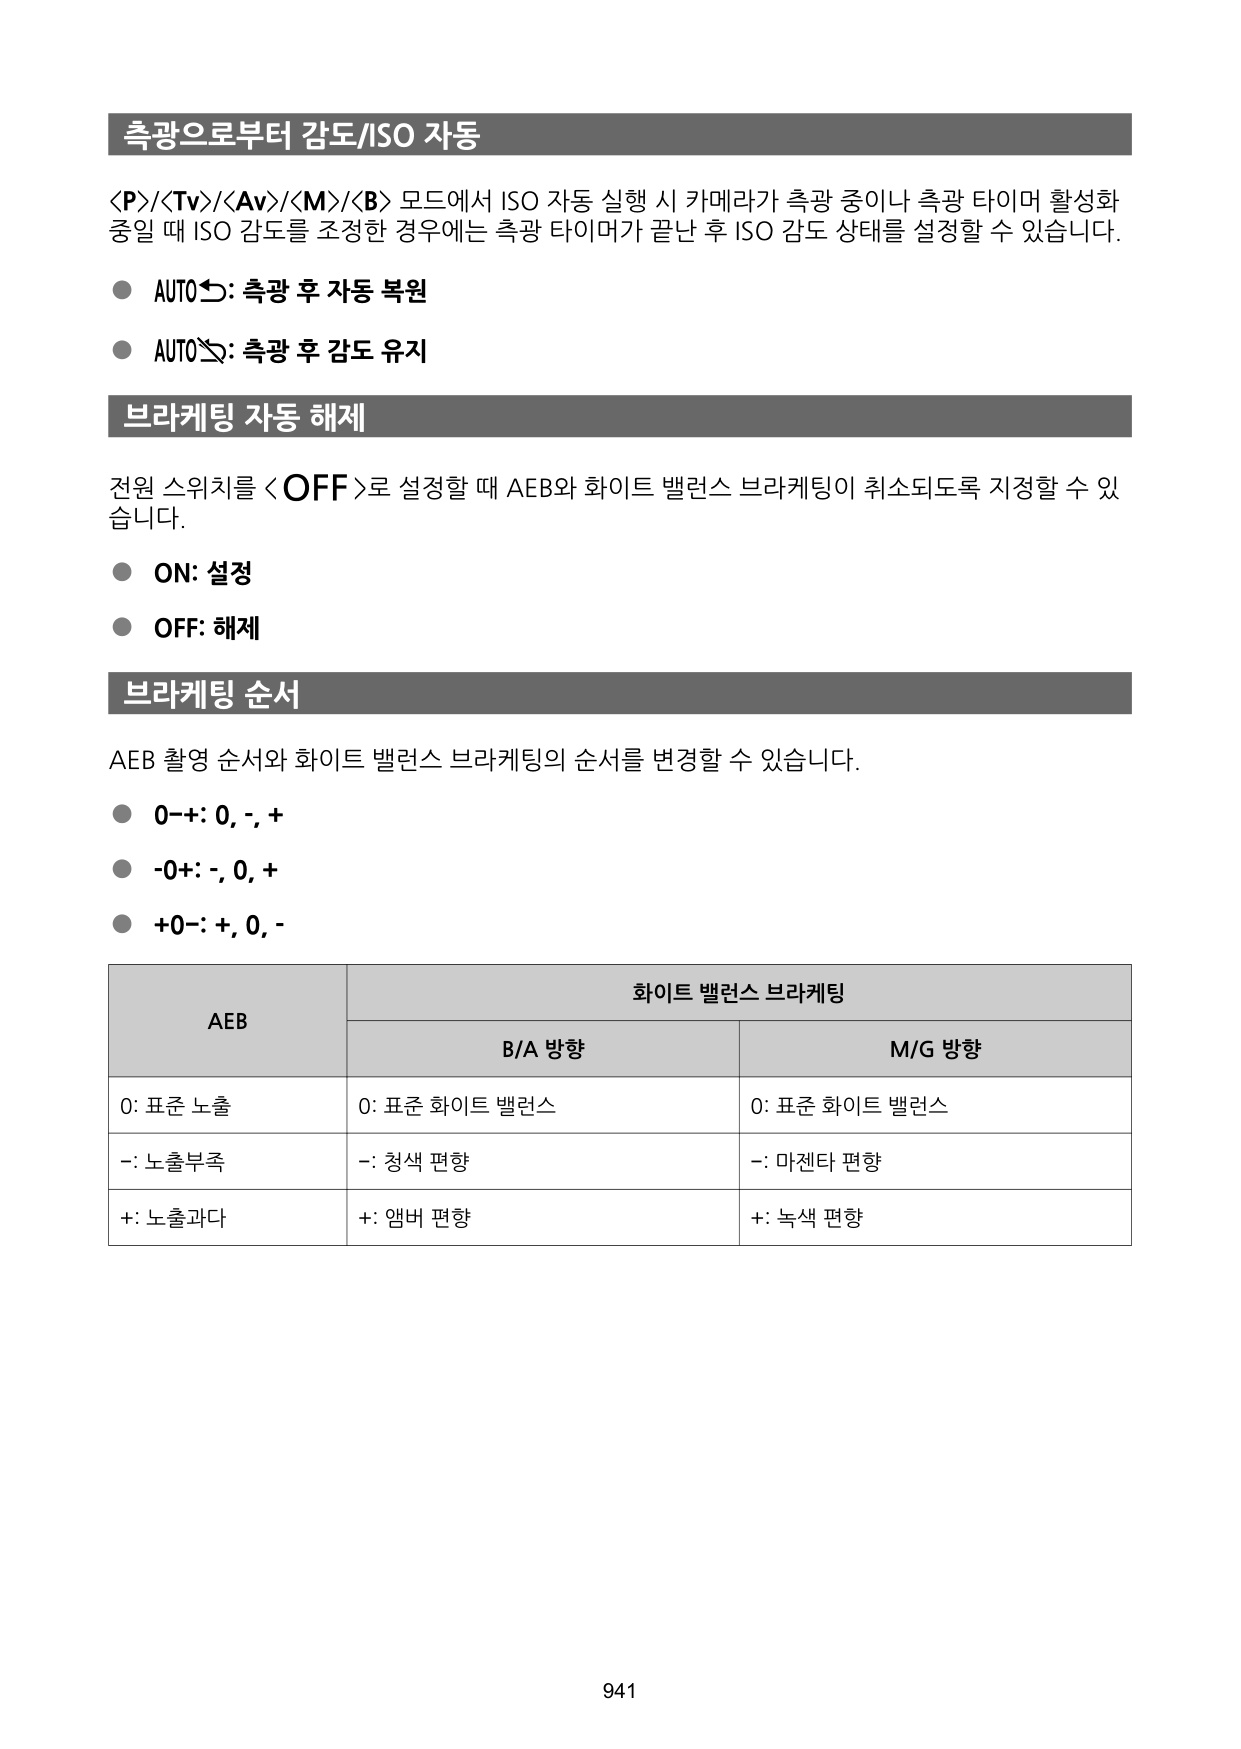 측광으로부터 감도/ISO 자동
<P>/<Tv>/<Av>/<M>/<B> 모드에서 ISO 자동 실행 시 카메라가 측광 중이나 측광 타이머 활성화
중일 때 ISO 감도를 조정한 경우에는 측광 타이머가 끝난 후 ISO 감도 상태를 설정할 수 있습니다.
● AUTO⮌: 측광 후 자동 복원
● AUTO: 측광 후 감도 유지
브라케팅 자동 해제
전원 스위치를 <OFF>로 설정할 때 AEB와 화이트 밸런스 브라케팅이 취소되도록 지정할 수 있
습니다.
● ON: 설정
● OFF: 해제
브라케팅 순서
AEB 촬영 순서와 화이트 밸런스 브라케팅의 순서를 변경할 수 있습니다.
● 0−+: 0, -, +
● -0+: -, 0, +
● +0−: +, 0, -
AEB
화이트 밸런스 브라케팅
B/A 방향
M/G 방향
0: 표준 노출
0: 표준 화이트 밸런스
0: 표준 화이트 밸런스
−: 노출부족
−: 청색 편향
−: 마젠타 편향
+: 노출과다
+: 앰버 편향
+: 녹색 편향
941